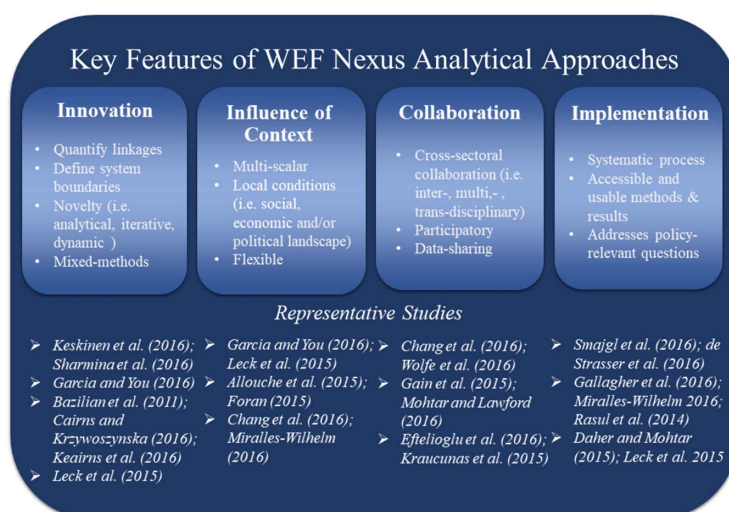 Key Features of WEF Nexus Analytical Approaches
Innovation
• Quantify linkages
• Define system
boundaries
• Novelty (i.e.
analytical, iterative,
dynamic )
• Mixed-methods
Influence of
Context
• Multi-scalar
• Local conditions
(i.e. social,
economic and/or
political landscape)
• Flexible
Collaboration
• Cross-sectoral
collaboration (i.e.
inter-, multi,- ,
trans-disciplinary)
• Participatory
• Data-sharing
Implementation
• Systematic process
• Accessible and
usable methods &
results
• Addresses policy-
relevant questions
Representative Studies
➢ Keskinen et al. (2016);
Sharmina et al. (2016)
➢ Garcia and You (2016)
➢ Bazilian et al. (2011);
Cairns and
Krzywoszynska (2016);
Keairns et al. (2016)
➢ Leck et al. (2015)
➢ Garcia and You (2016);
Leck et al. (2015)
➢ Allouche et al. (2015);
Foran (2015)
➢ Chang et al. (2016);
Miralles-Wilhelm
(2016)
➢ Chang et al. (2016);
Wolfe et al. (2016)
➢ Gain et al. (2015);
Mohtar and Lawford
(2016)
➢ Eftelioglu et al. (2016);
Kraucunas et al. (2015)
➢ Smajgl et al. (2016); de
Strasser et al. (2016)
➢ Gallagher et al. (2016);
Miralles-Wilhelm 2016;
Rasul et al. (2014)
➢ Daher and Mohtar
(2015); Leck et al. 2015